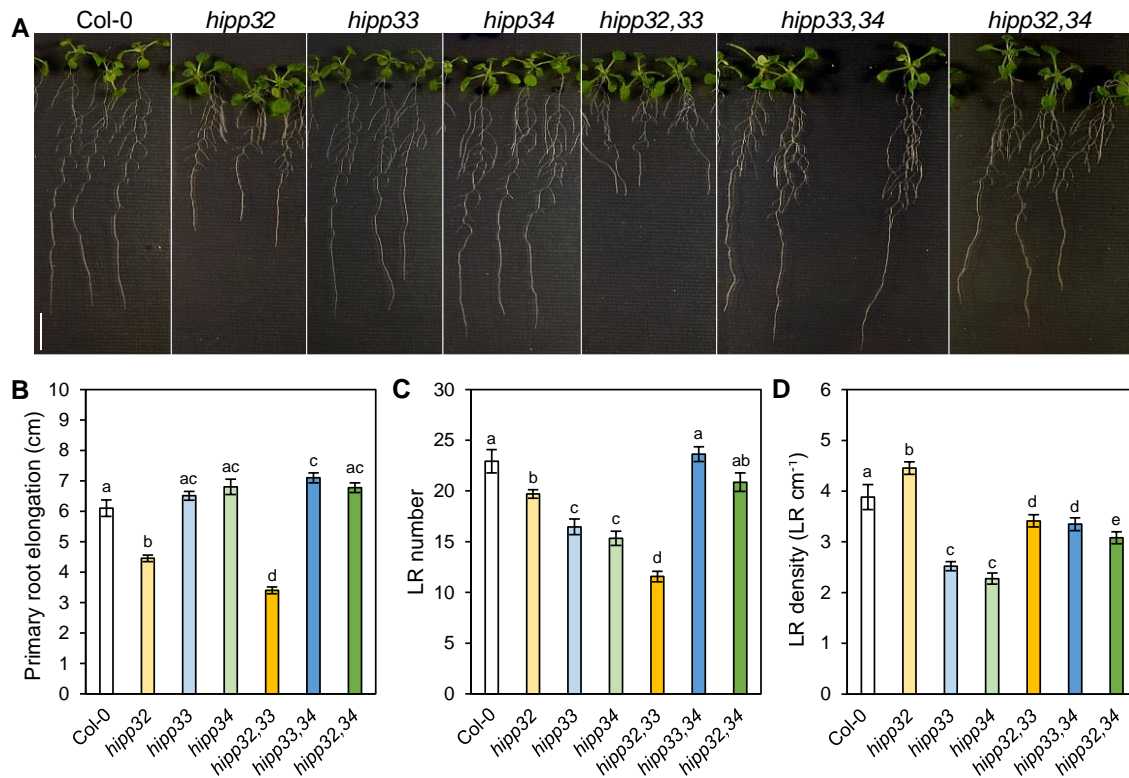 A
Col-0 hipp32 hipp33 hipp34 hipp32,33 hipp33,34 hipp32,34
B
Primary root elongation (cm)
10
9
8
7
6
5
4
3
2
1
0
a
b
ac
ac
d
c
ac
Col-0
hipp32
hipp33
hipp34
hipp32,33
hipp33,34
hipp32,34
C
LR number
30
25
20
15
10
5
0
a
b
c
c
d
a
ab
Col-0
hipp32
hipp33
hipp34
hipp32,33
hipp33,34
hipp32,34
D
LR density (LR cm⁻¹)
6
5
4
3
2
1
0
a
b
c
c
d
d
e
Col-0
hipp32
hipp33
hipp34
hipp32,33
hipp33,34
hipp32,34